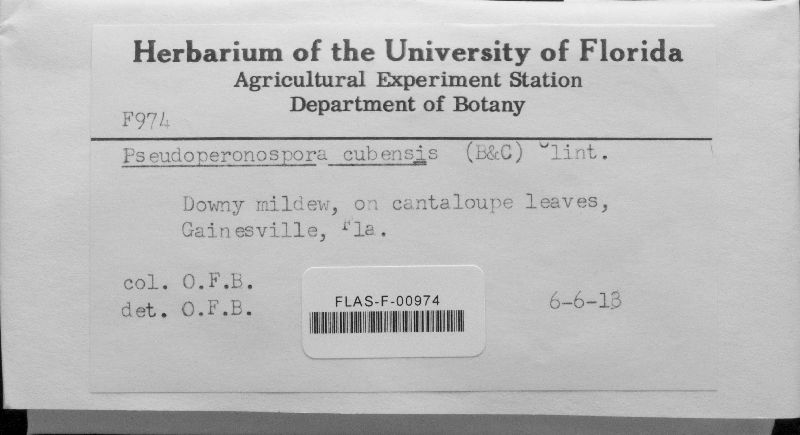 Herbarium of the University of Florida
Agricultural Experiment Station
Department of Botany
F974
Pseudoperonospora cubensis (B&C) Clint.
Downy mildew, on cantaloupe leaves,
Gainesville, Fla.
col. O.F.B.
det. O.F.B.
FLAS-F-00974
6-6-13